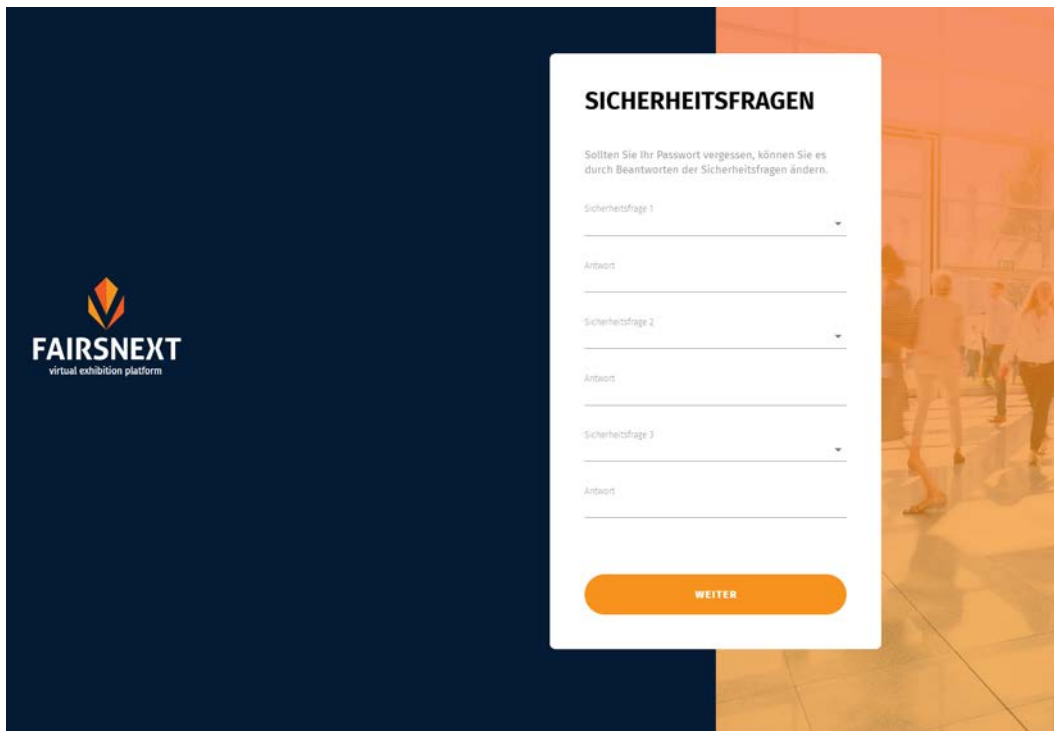 FAIRSNEXT
virtual exhibition platform
SICHERHEITSFRAGEN
Sollten Sie Ihr Passwort vergessen, können Sie es
durch Beantworten der Sicherheitsfragen ändern.
Sicherheitsfrage 1
Antwort
Sicherheitsfrage 2
Antwort
Sicherheitsfrage 3
Antwort
WEITER